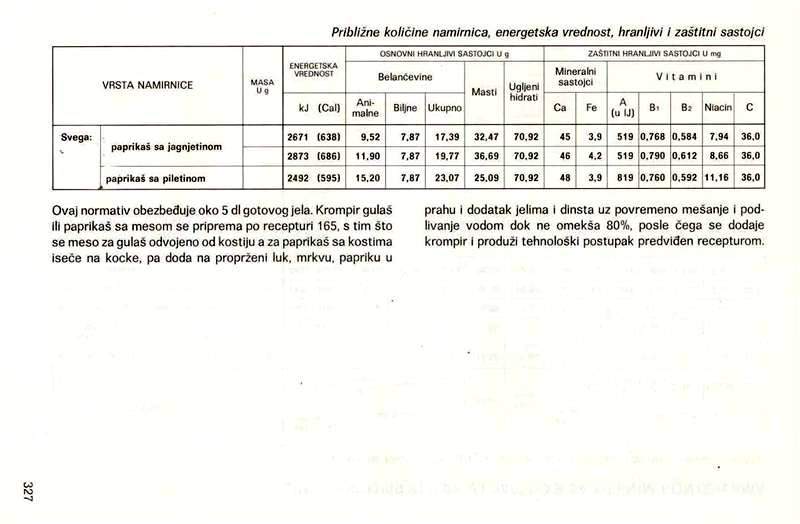 Približne količine namirnica, energetska vrednost, hranljivi i zaštitni sastojci
VRSTA NAMIRNICE
MASA
U g
ENERGETSKA
VREDNOST
kJ (Cal)
OSNOVNI HRANLJIVI SASTOJCI U g
Belančevine
Ani-
malne
Biljne
Ukupno
Masti
Ugljeni
hidrati
ZAŠTITNI HRANLJIVI SASTOJCI U mg
Mineralni
sastojci
Ca
Fe
Vitamini
A
(u IJ)
B1
B2
Niacin
C
Svega:
paprikaš sa jagnjetinom
2671 (638) 9,52 7,87 17,39 32,47 70,92 45 3,9 519 0,768 0,584 7,94 36,0
2873 (686) 11,90 7,87 19,77 36,69 70,92 46 4,2 519 0,790 0,612 8,66 36,0
paprikaš sa piletinom 2492 (595) 15,20 7,87 23,07 25,09 70,92 48 3,9 819 0,760 0,592 11,16 36,0
Ovaj normativ obezbeđuje oko 5 dl gotovog jela. Krompir gulaš
ili paprikaš sa mesom se priprema po recepturi 165, s tim što
se meso za gulaš odvojeno od kostiju a za paprikaš sa kostima
iseče na kocke, pa doda na proprženi luk, mrkvu, papriku u
prahu i dodatak jelima i dinsta uz povremeno mešanje i pod-
livanje vodom dok ne omekša 80%, posle čega se dodaje
krompir i produži tehnološki postupak predviđen recepturom.
327